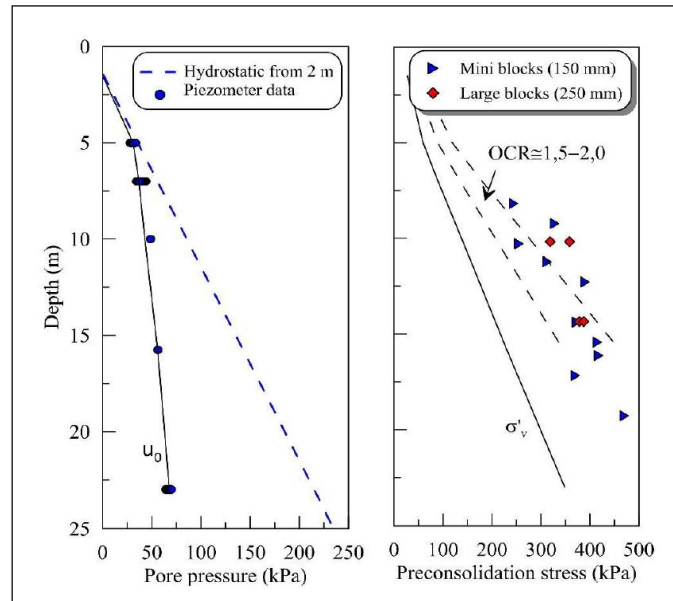 Hydrostatic from 2 m
Piezometer data
0
5
10
15
20
25
Depth (m)
u0
0 50 100 150 200 250
Pore pressure (kPa)
Mini blocks (150 mm)
Large blocks (250 mm)
OCR≅1,5−2,0
σ'v
0 100 200 300 400 500
Preconsolidation stress (kPa)